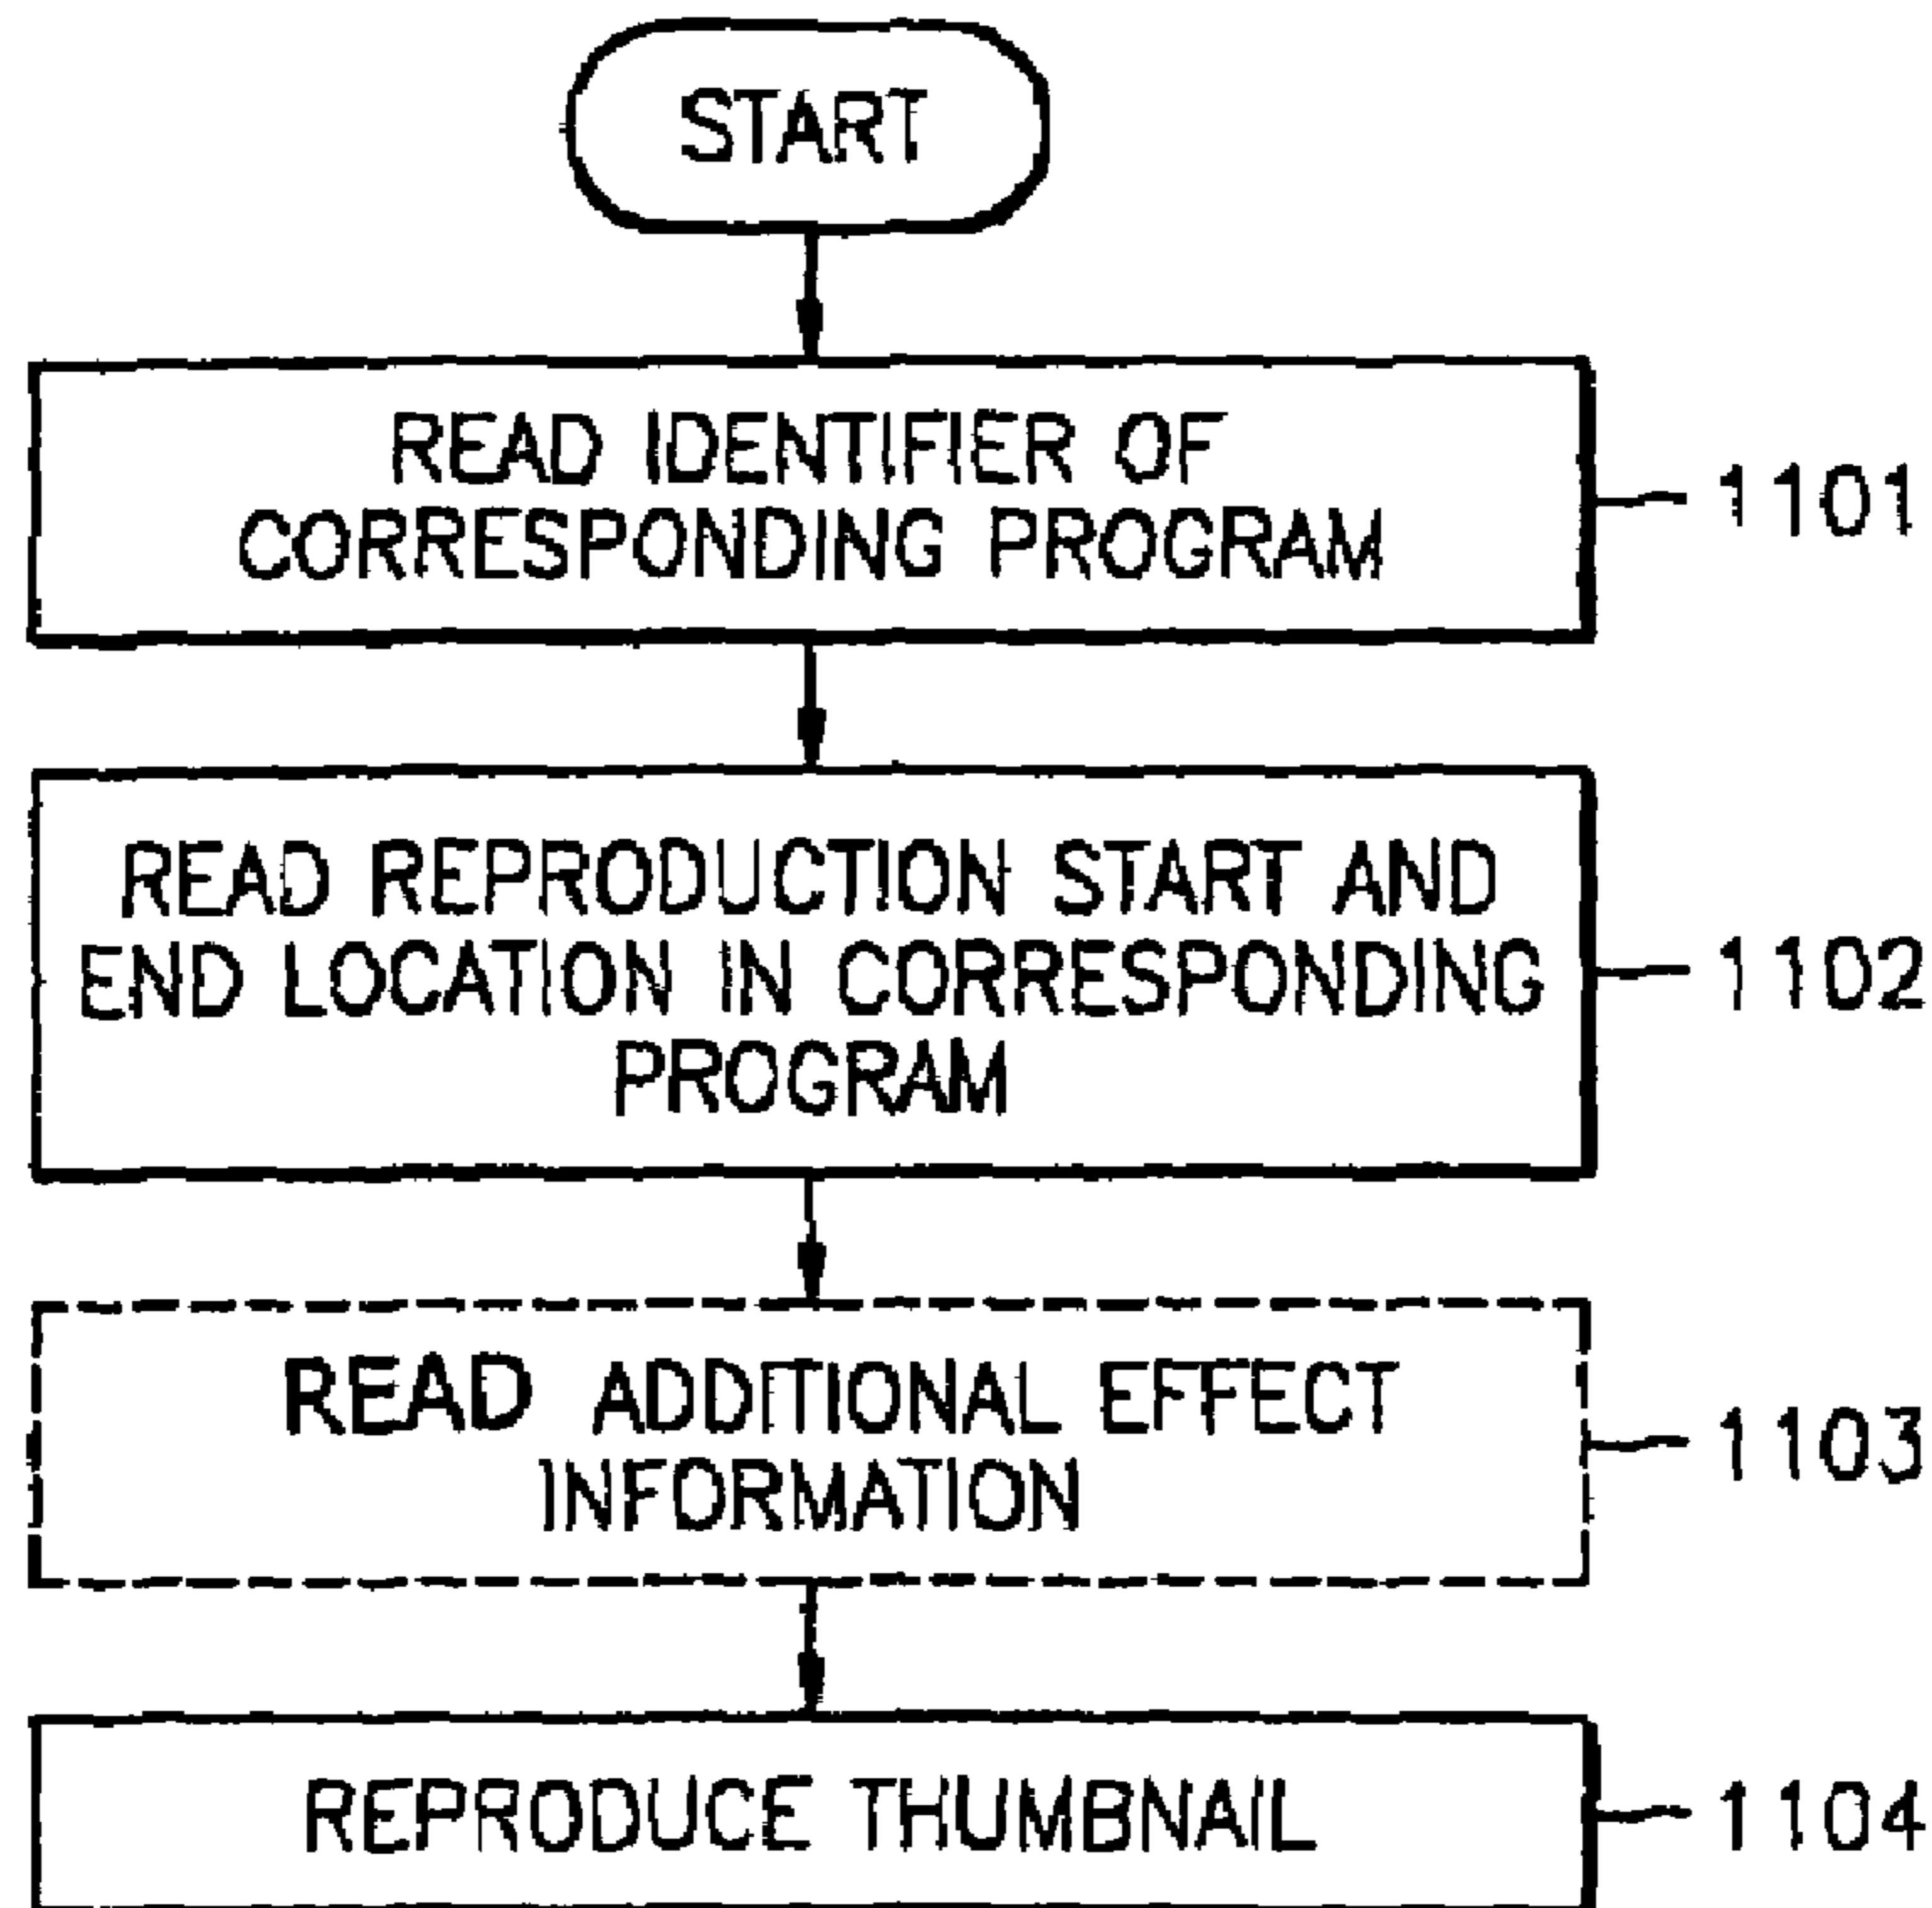 START
READ IDENTIFIER OF
CORRESPONDING PROGRAM
1101
READ REPRODUCTION START AND
END LOCATION IN CORRESPONDING
PROGRAM
1102
READ ADDITIONAL EFFECT
INFORMATION
1103
REPRODUCE THUMBNAIL
1104